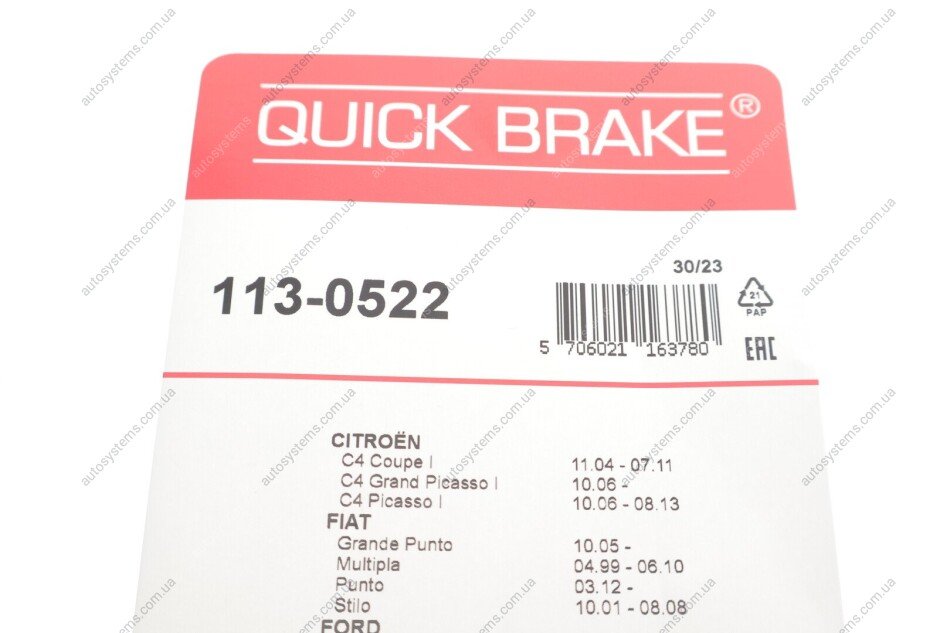 QUICK BRAKE®
113-0522
30/23
5 706021 163780
21
PAP
EAC
CITROËN
C4 Coupe I 11.04 - 07.11
C4 Grand Picasso I 10.06 -
C4 Picasso I 10.06 - 08.13
FIAT
Grande Punto 10.05 -
Multipla 04.99 - 06.10
Punto 03.12 -
Stilo 10.01 - 08.08
FORD
autosystems.com.ua